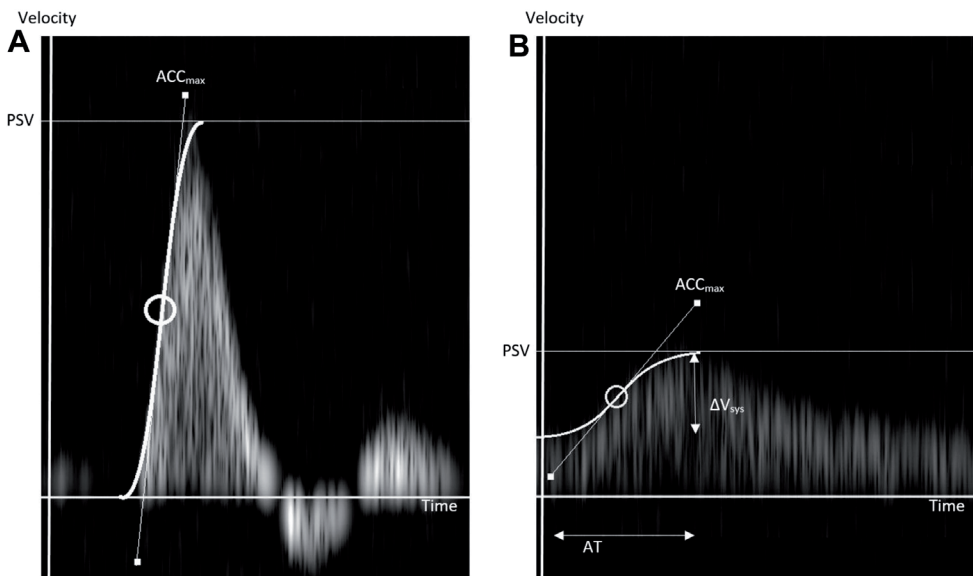 Velocity
A
ACCmax
PSV
Time
Velocity
B
ACCmax
PSV
ΔVsys
Time
AT